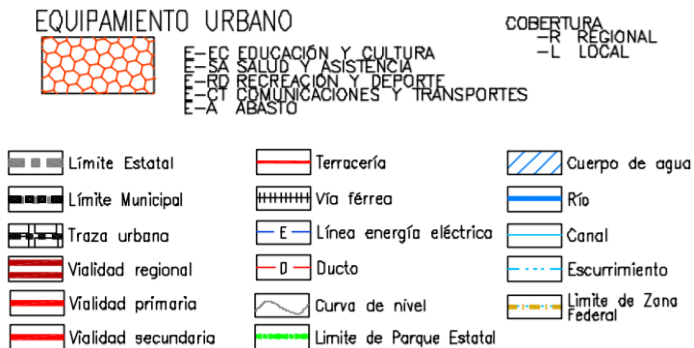 EQUIPAMIENTO URBANO
E-EC EDUCACIÓN Y CULTURA
E-SA SALUD Y ASISTENCIA
E-RD RECREACIÓN Y DEPORTE
E-CT COMUNICACIONES Y TRANSPORTES
E-A ABASTO
COBERTURA
-R REGIONAL
-L LOCAL
Límite Estatal
Límite Municipal
Traza urbana
Vialidad regional
Vialidad primaria
Vialidad secundaria
Terracería
Vía férrea
E Línea energía eléctrica
D Ducto
Curva de nivel
Limite de Parque Estatal
Cuerpo de agua
Río
Canal
Escurrimiento
Limite de Zona
Federal